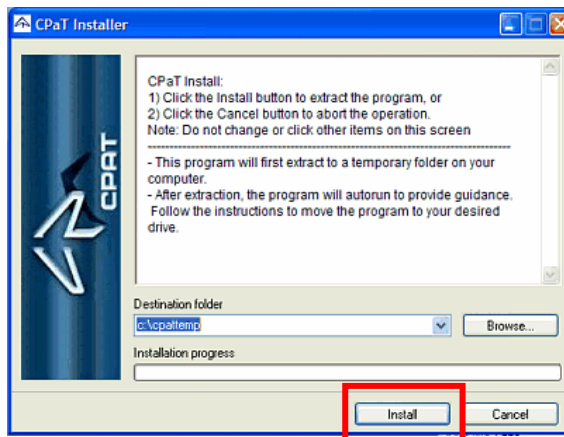 CPaT Installer
CPaT Install:
1) Click the Install button to extract the program, or
2) Click the Cancel button to abort the operation.
Note: Do not change or click other items on this screen
- This program will first extract to a temporary folder on your
computer.
- After extraction, the program will autorun to provide guidance.
Follow the instructions to move the program to your desired
drive.
CPAT
Destination folder
c:\cpattemp
Browse...
Installation progress
Install
Cancel